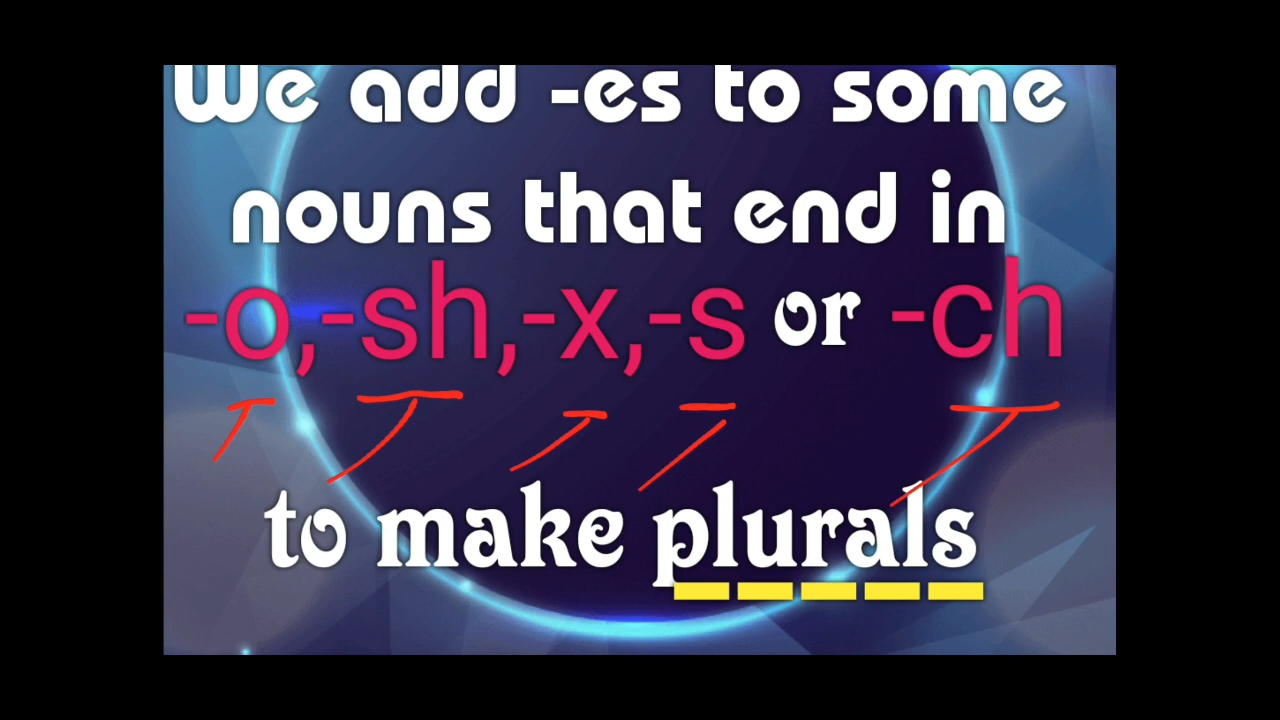 We add -es to some
nouns that end in
-o,-sh,-x,-s or -ch
to make plurals